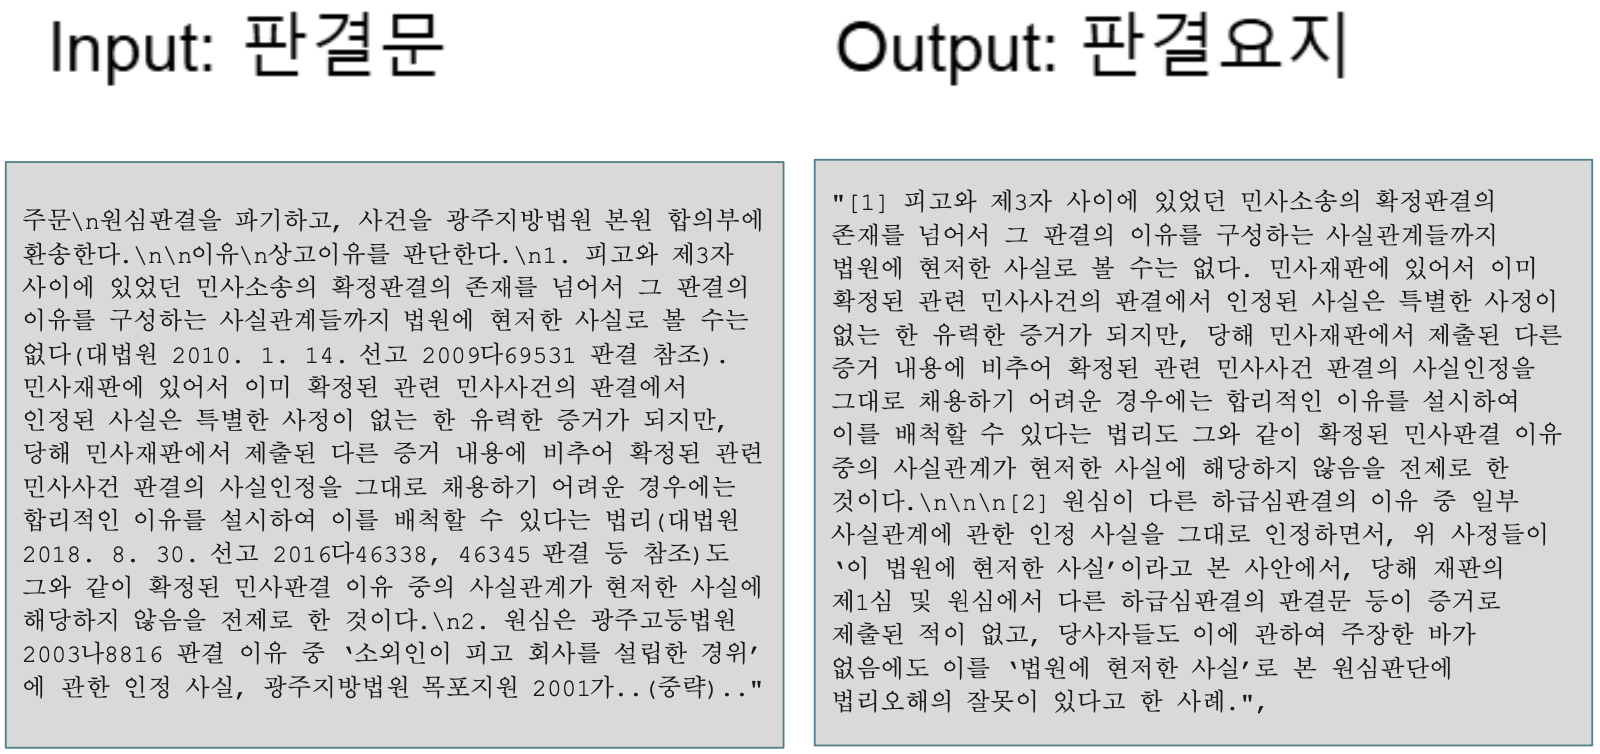 Input: 판결문
주문\n원심판결을 파기하고, 사건을 광주지방법원 본원 합의부에
환송한다.\n\n이유\n상고이유를 판단한다.\n1. 피고와 제3자
사이에 있었던 민사소송의 확정판결의 존재를 넘어서 그 판결의
이유를 구성하는 사실관계들까지 법원에 현저한 사실로 볼 수는
없다(대법원 2010. 1. 14. 선고 2009다69531 판결 참조).
민사재판에 있어서 이미 확정된 관련 민사사건의 판결에서
인정된 사실은 특별한 사정이 없는 한 유력한 증거가 되지만,
당해 민사재판에서 제출된 다른 증거 내용에 비추어 확정된 관련
민사사건 판결의 사실인정을 그대로 채용하기 어려운 경우에는
합리적인 이유를 설시하여 이를 배척할 수 있다는 법리(대법원
2018. 8. 30. 선고 2016다46338, 46345 판결 등 참조)도
그와 같이 확정된 민사판결 이유 중의 사실관계가 현저한 사실에
해당하지 않음을 전제로 한 것이다.\n2. 원심은 광주고등법원
2003나8816 판결 이유 중 ‘소외인이 피고 회사를 설립한 경위’
에 관한 인정 사실, 광주지방법원 목포지원 2001가..(중략).."
Output: 판결요지
"[1] 피고와 제3자 사이에 있었던 민사소송의 확정판결의
존재를 넘어서 그 판결의 이유를 구성하는 사실관계들까지
법원에 현저한 사실로 볼 수는 없다. 민사재판에 있어서 이미
확정된 관련 민사사건의 판결에서 인정된 사실은 특별한 사정이
없는 한 유력한 증거가 되지만, 당해 민사재판에서 제출된 다른
증거 내용에 비추어 확정된 관련 민사사건 판결의 사실인정을
그대로 채용하기 어려운 경우에는 합리적인 이유를 설시하여
이를 배척할 수 있다는 법리도 그와 같이 확정된 민사판결 이유
중의 사실관계가 현저한 사실에 해당하지 않음을 전제로 한
것이다.\n\n\n[2] 원심이 다른 하급심판결의 이유 중 일부
사실관계에 관한 인정 사실을 그대로 인정하면서, 위 사정들이
‘이 법원에 현저한 사실’이라고 본 사안에서, 당해 재판의
제1심 및 원심에서 다른 하급심판결의 판결문 등이 증거로
제출된 적이 없고, 당사자들도 이에 관하여 주장한 바가
없음에도 이를 ‘법원에 현저한 사실’로 본 원심판단에
법리오해의 잘못이 있다고 한 사례.",